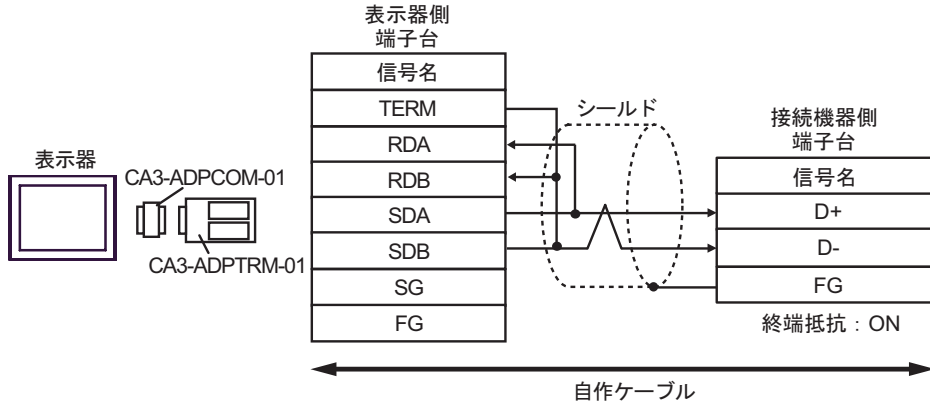 表示器
CA3-ADPCOM-01
CA3-ADPTRM-01
表示器側
端子台
信号名
TERM
RDA
RDB
SDA
SDB
SG
FG
シールド
接続機器側
端子台
信号名
D+
D-
FG
終端抵抗：ON
自作ケーブル